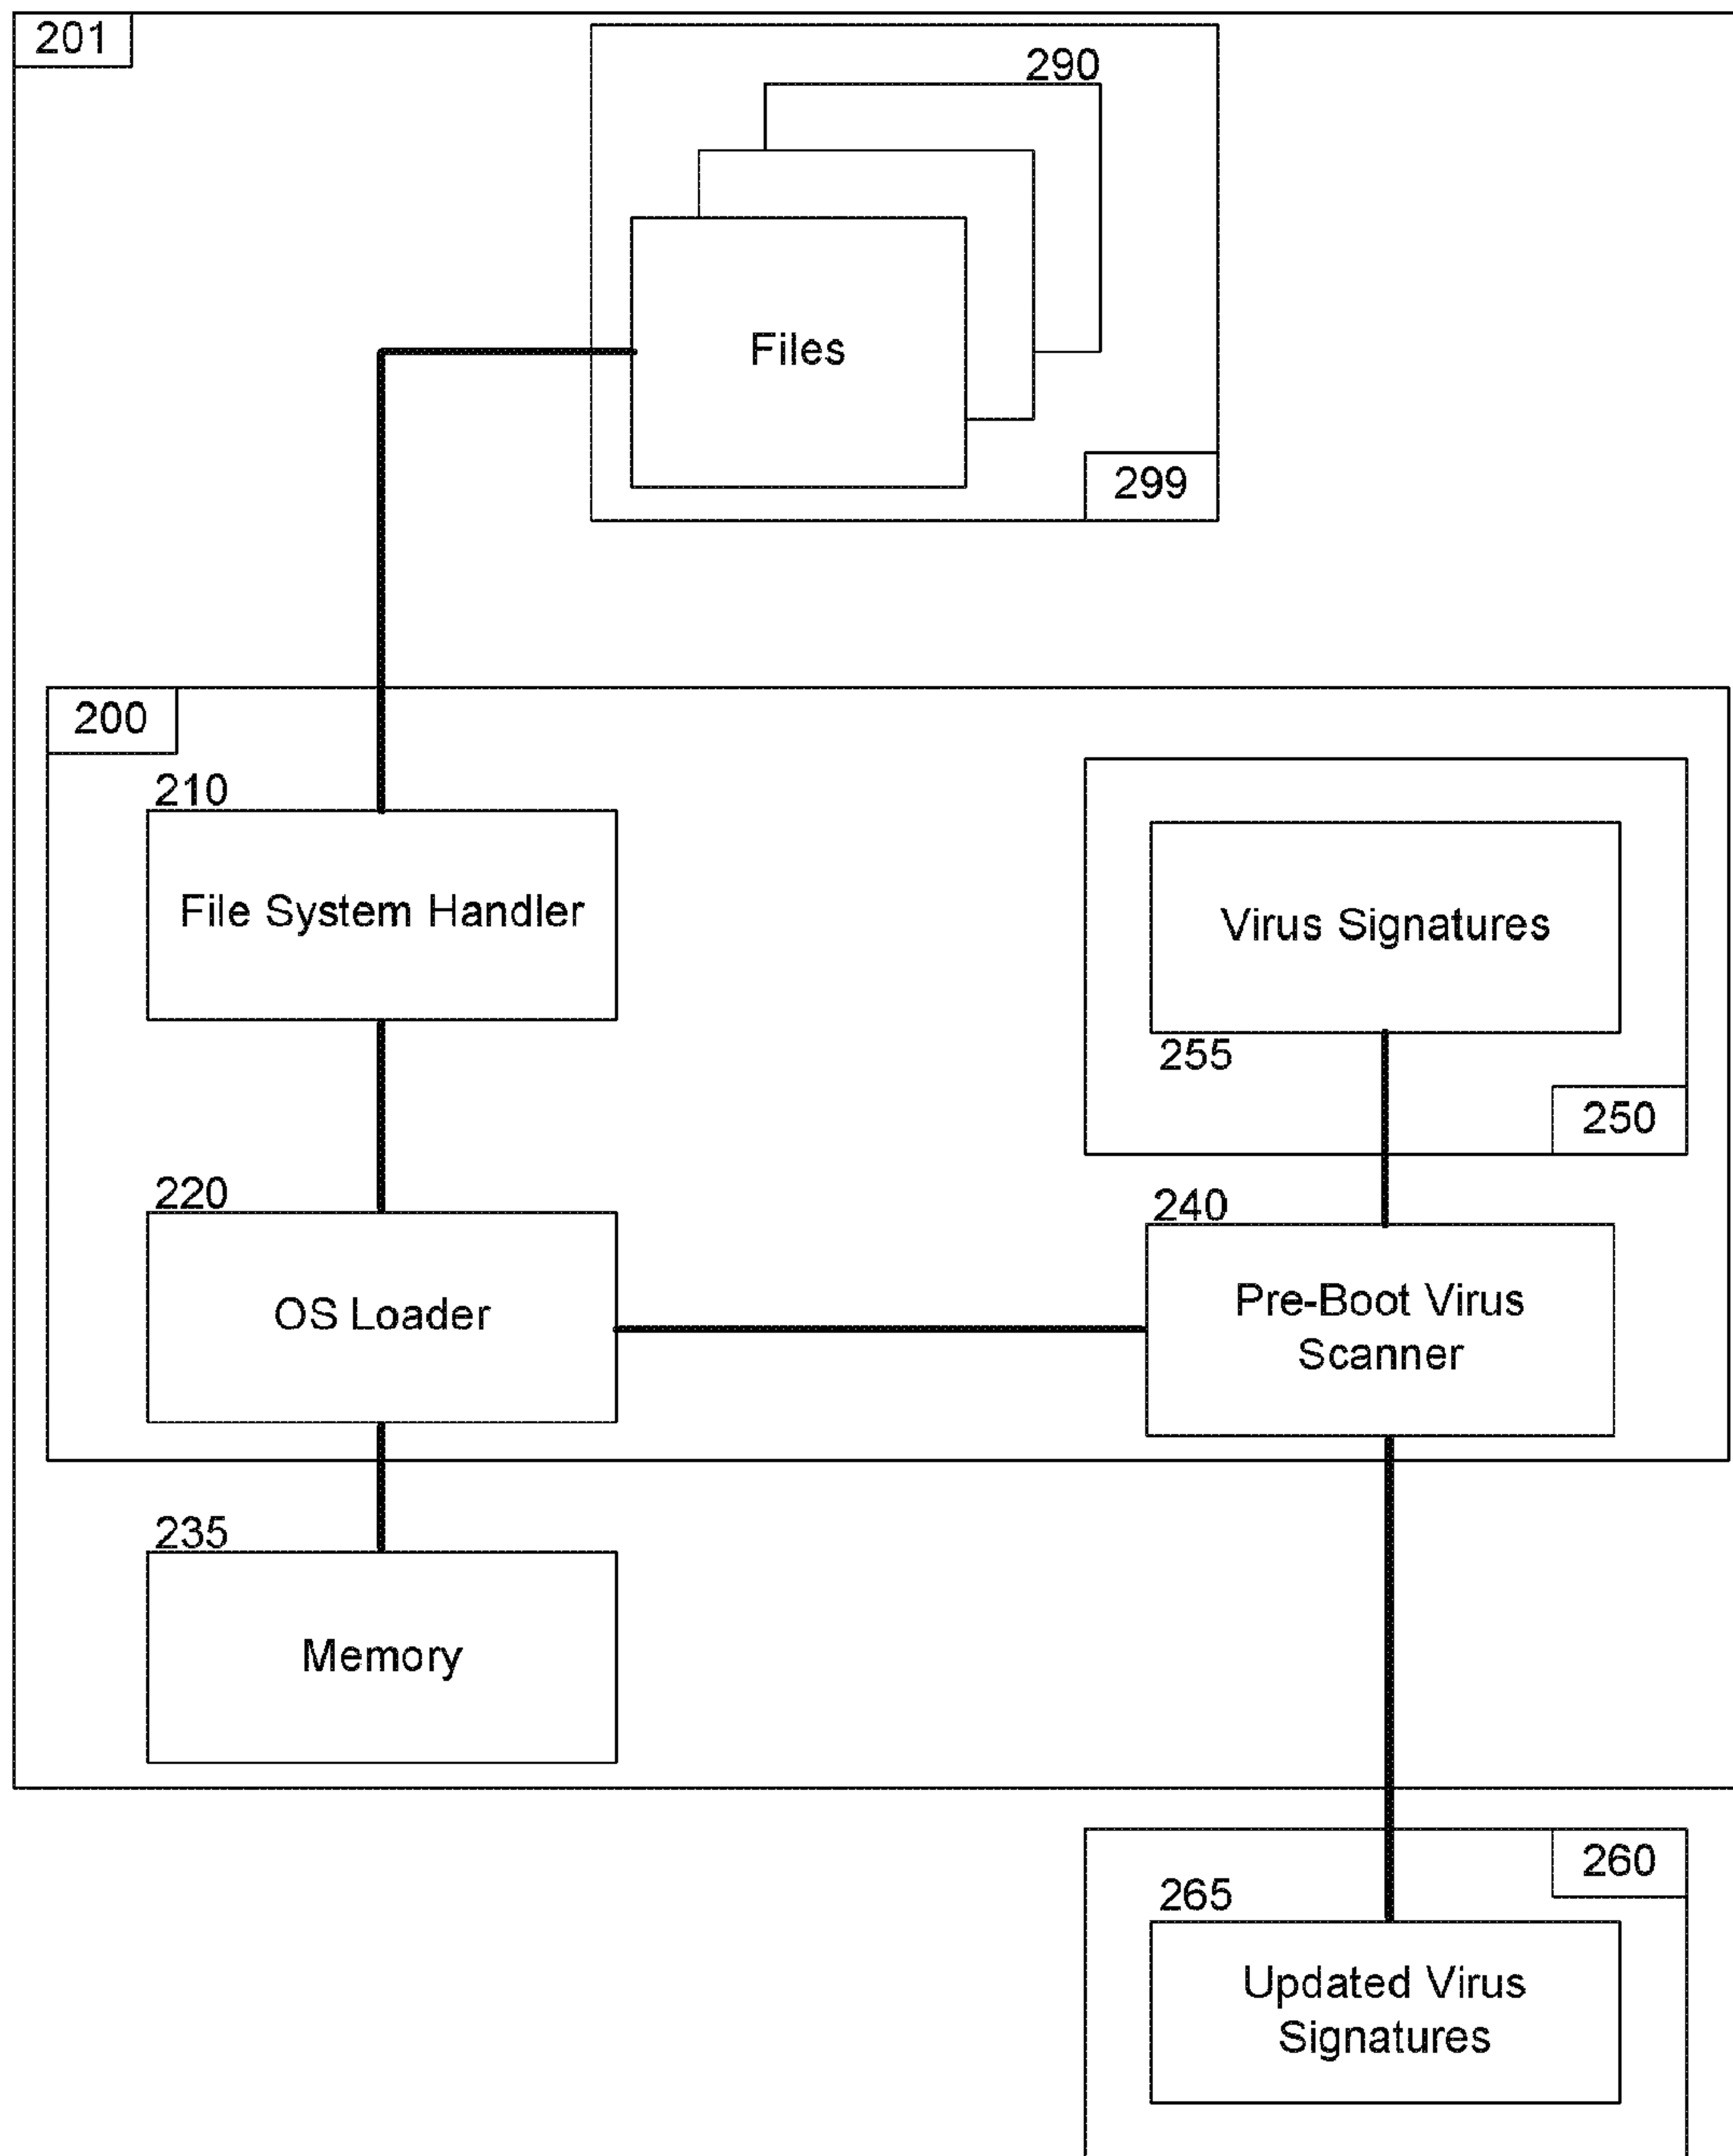 201
290
Files
299
200
210
File System Handler
Virus Signatures
255
250
220
240
OS Loader
Pre-Boot Virus
Scanner
235
Memory
260
265
Updated Virus
Signatures